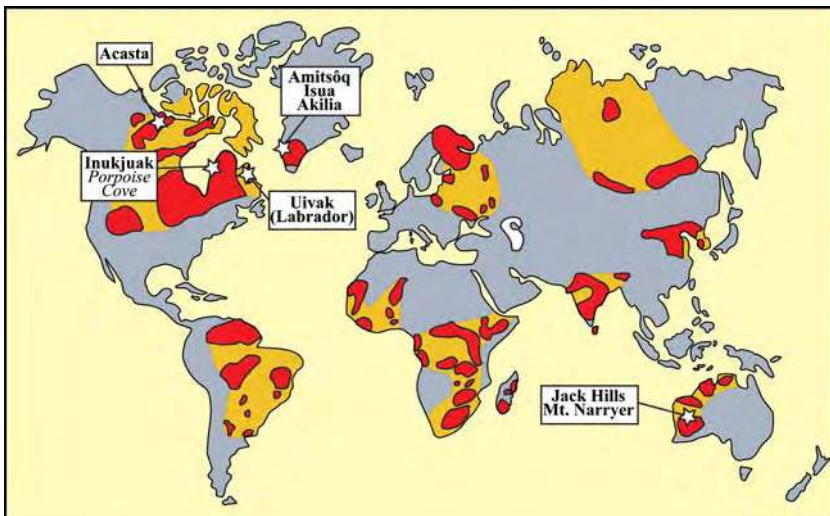 Acasta
Amitsôq
Isua
Akilia
Inukjuak
Porpoise
Cove
Uivak
(Labrador)
Jack Hills
Mt. Narryer